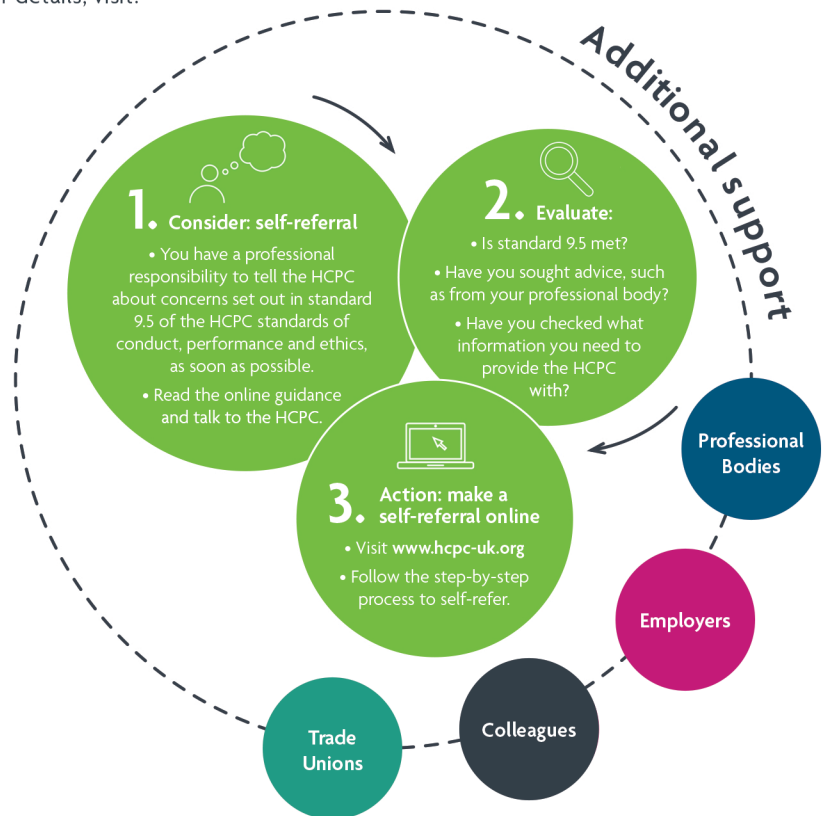 details, visit:
Additional support
1. Consider: self-referral
• You have a professional
responsibility to tell the HCPC
about concerns set out in standard
9.5 of the HCPC standards of
conduct, performance and ethics,
as soon as possible.
• Read the online guidance
and talk to the HCPC.
2. Evaluate:
• Is standard 9.5 met?
• Have you sought advice, such
as from your professional body?
• Have you checked what
information you need to
provide the HCPC
with?
3. Action: make a
self-referral online
• Visit www.hcpc-uk.org
• Follow the step-by-step
process to self-refer.
Professional
Bodies
Employers
Colleagues
Trade
Unions